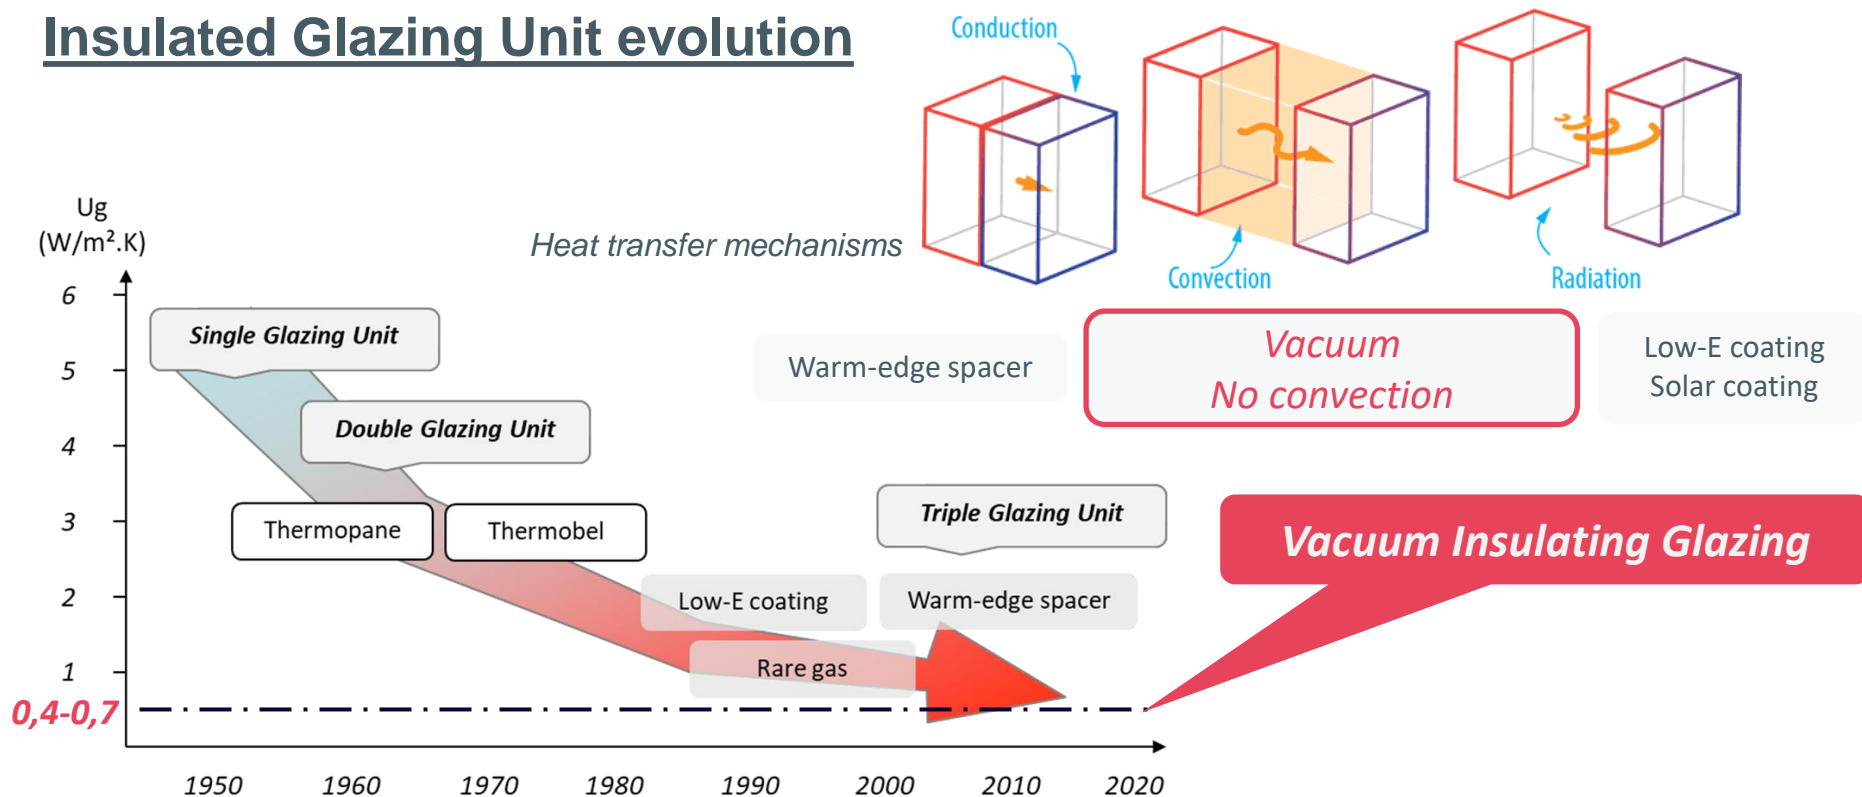 Insulated Glazing Unit evolution
Conduction
Heat transfer mechanisms
Convection
Radiation
Warm-edge spacer
Vacuum
No convection
Low-E coating
Solar coating
Ug
(W/m².K)
6
5
4
3
2
1
0,4-0,7
Single Glazing Unit
Double Glazing Unit
Thermopane
Thermobel
Triple Glazing Unit
Low-E coating
Warm-edge spacer
Rare gas
Vacuum Insulating Glazing
1950
1960
1970
1980
1990
2000
2010
2020